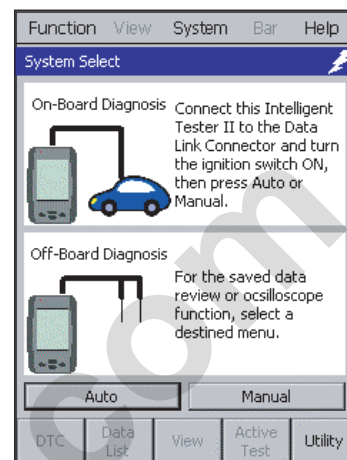 Function View System Bar Help
System Select
On-Board Diagnosis
Connect this Intelligent
Tester II to the Data
Link Connector and turn
the ignition switch ON,
then press Auto or
Manual.
Off-Board Diagnosis
For the saved data
review or ocsilloscope
function, select a
destined menu.
Auto Manual
DTC Data List View Active Test Utility
com